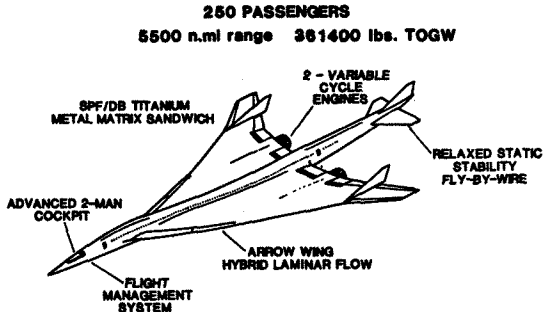 250 PASSENGERS
5500 n.mi range 361400 lbs. TOGW
2 - VARIABLE
CYCLE
ENGINES
SPF/DB TITANIUM
METAL MATRIX SANDWICH
RELAXED STATIC
STABILITY
FLY-BY-WIRE
ADVANCED 2-MAN
COCKPIT
ARROW WING
HYBRID LAMINAR FLOW
FLIGHT
MANAGEMENT
SYSTEM